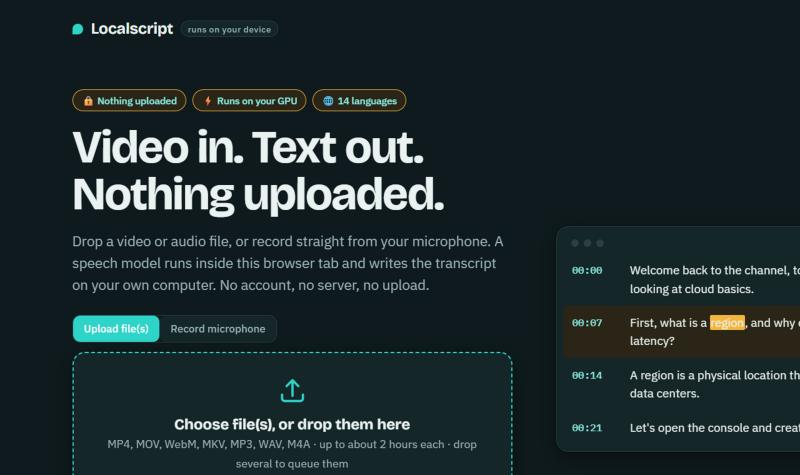 Localscript runs on your device
Nothing uploaded Runs on your GPU 14 languages
Video in. Text out.
Nothing uploaded.
Drop a video or audio file, or record straight from your microphone. A
speech model runs inside this browser tab and writes the transcript
on your own computer. No account, no server, no upload.
Upload file(s) Record microphone
Choose file(s), or drop them here
MP4, MOV, WebM, MKV, MP3, WAV, M4A · up to about 2 hours each · drop
several to queue them
00:00 Welcome back to the channel,
looking at cloud basics.
00:07 First, what is a region, and why
latency?
00:14 A region is a physical location
data centers.
00:21 Let's open the console and